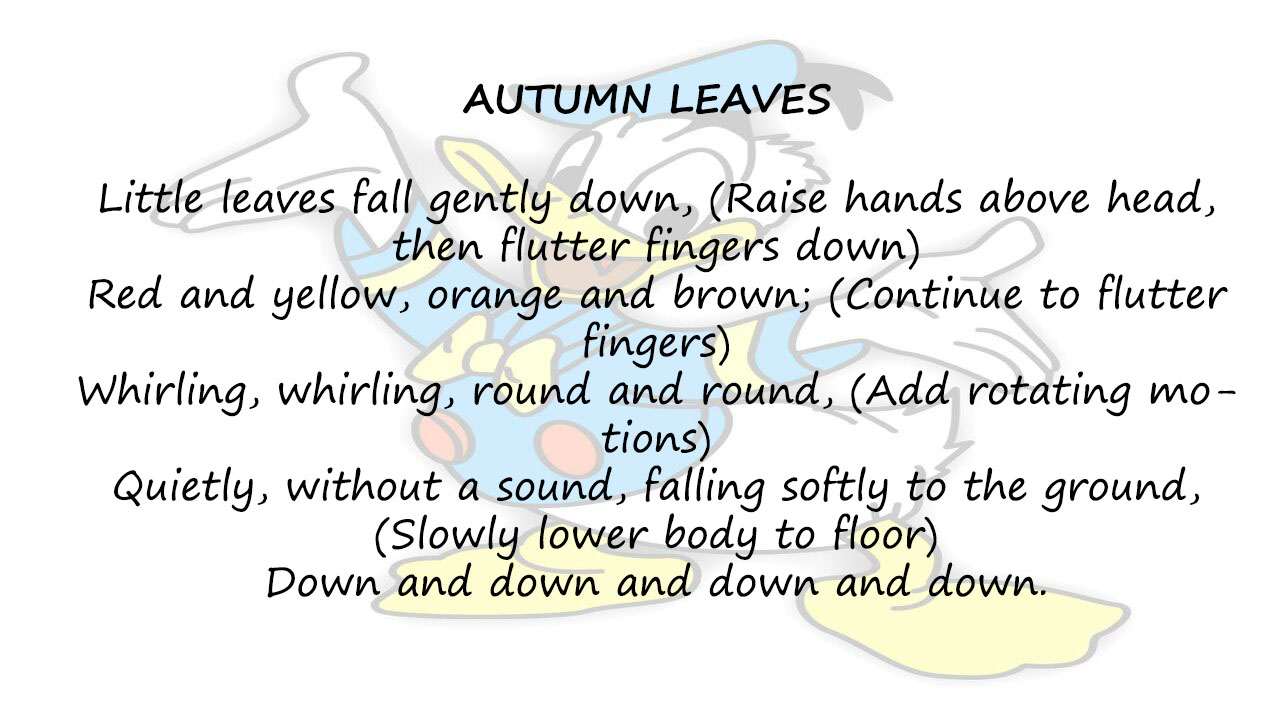 AUTUMN LEAVES
Little leaves fall gently down, (Raise hands above head,
then flutter fingers down)
Red and yellow, orange and brown; (Continue to flutter
fingers)
Whirling, whirling, round and round, (Add rotating mo-
tions)
Quietly, without a sound, falling softly to the ground,
(Slowly lower body to floor)
Down and down and down and down.